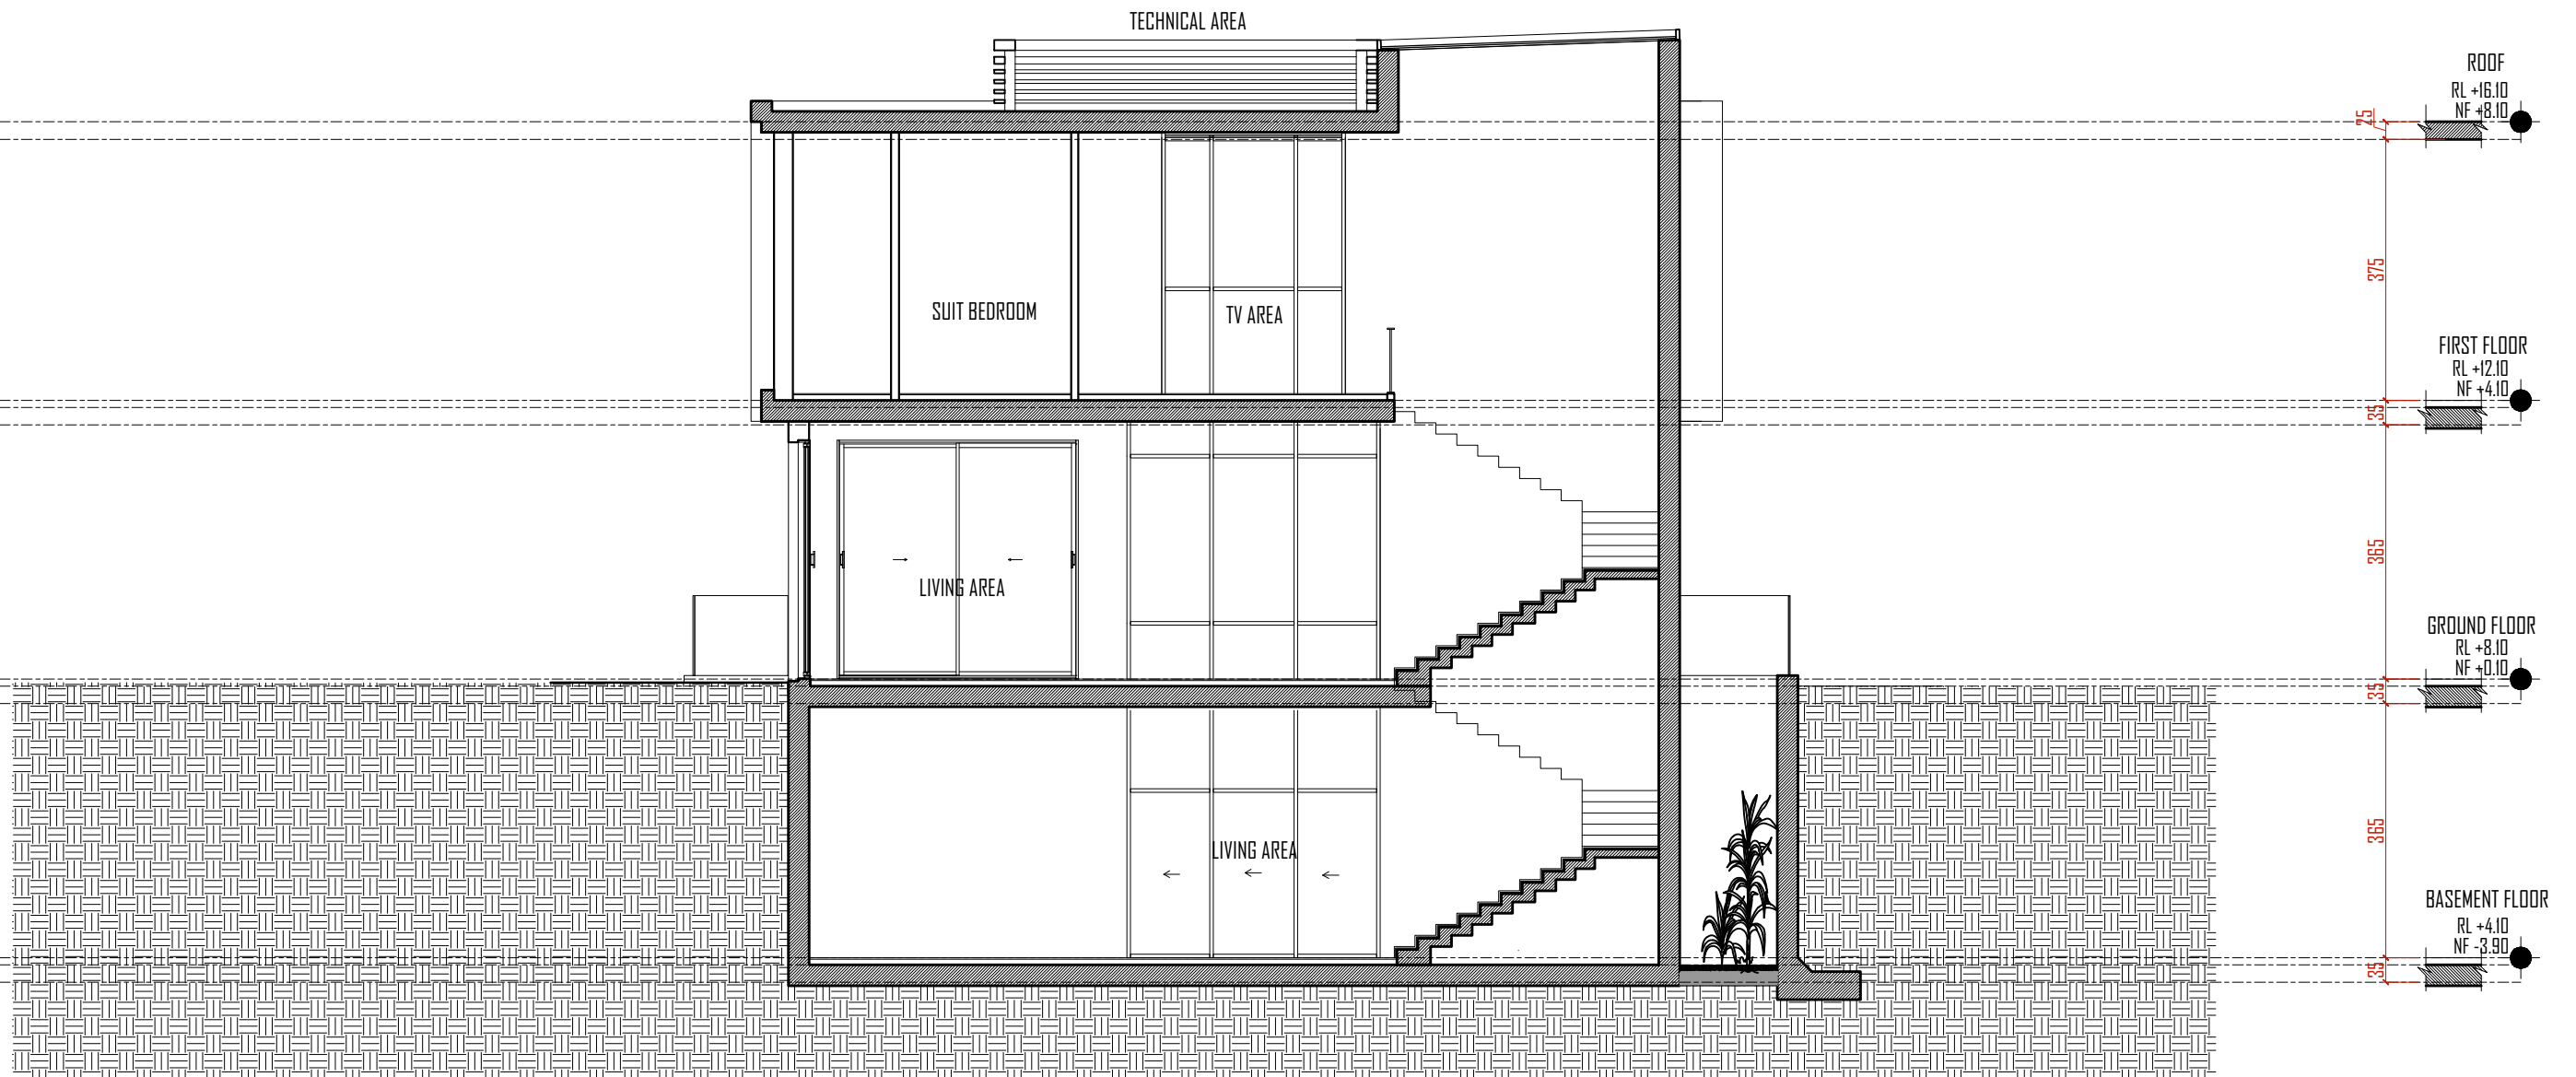 TECHNICAL AREA
ROOF
RL +16.10
NF +8.10
25
375
SUIT BEDROOM
TV AREA
FIRST FLOOR
RL +12.10
NF +4.10
35
365
LIVING AREA
GROUND FLOOR
RL +8.10
NF +0.10
35
365
LIVING AREA
BASEMENT FLOOR
RL +4.10
NF -3.90
35